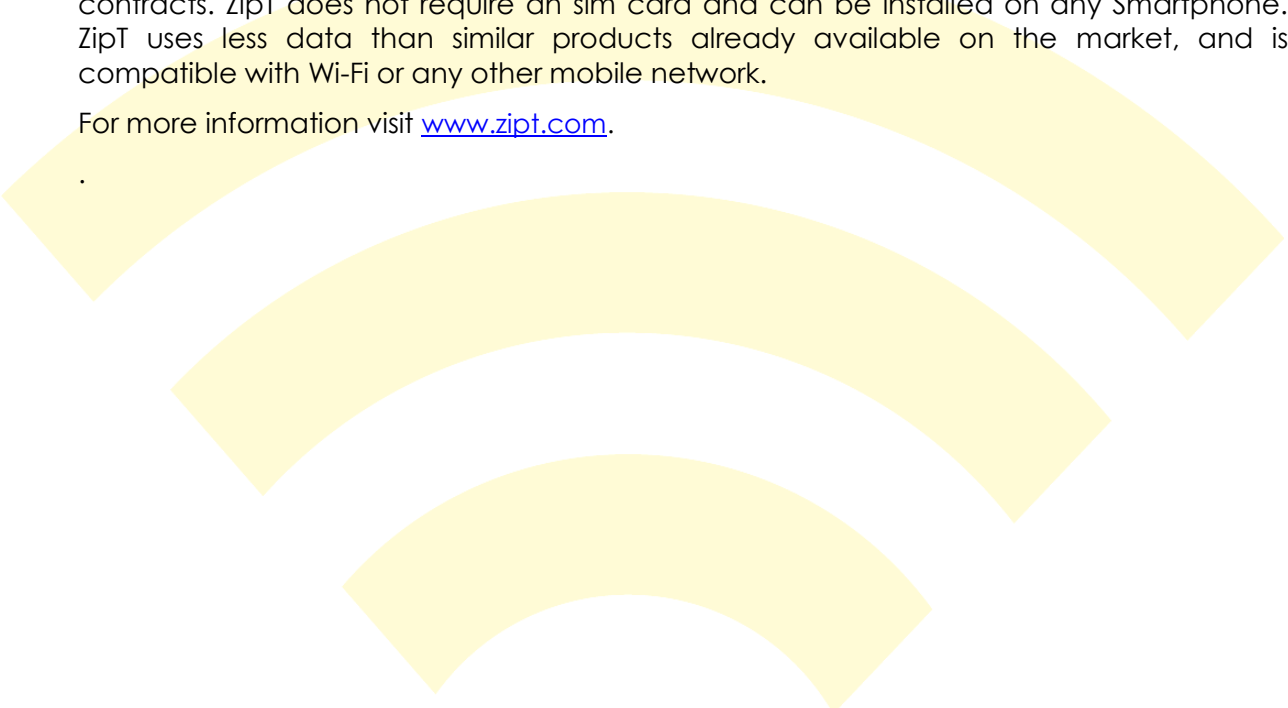 contracts. ZipT does not require an sim card and can be installed on any Smartphone.
ZipT uses less data than similar products already available on the market, and is
compatible with Wi-Fi or any other mobile network.
For more information visit www.zipt.com.
.